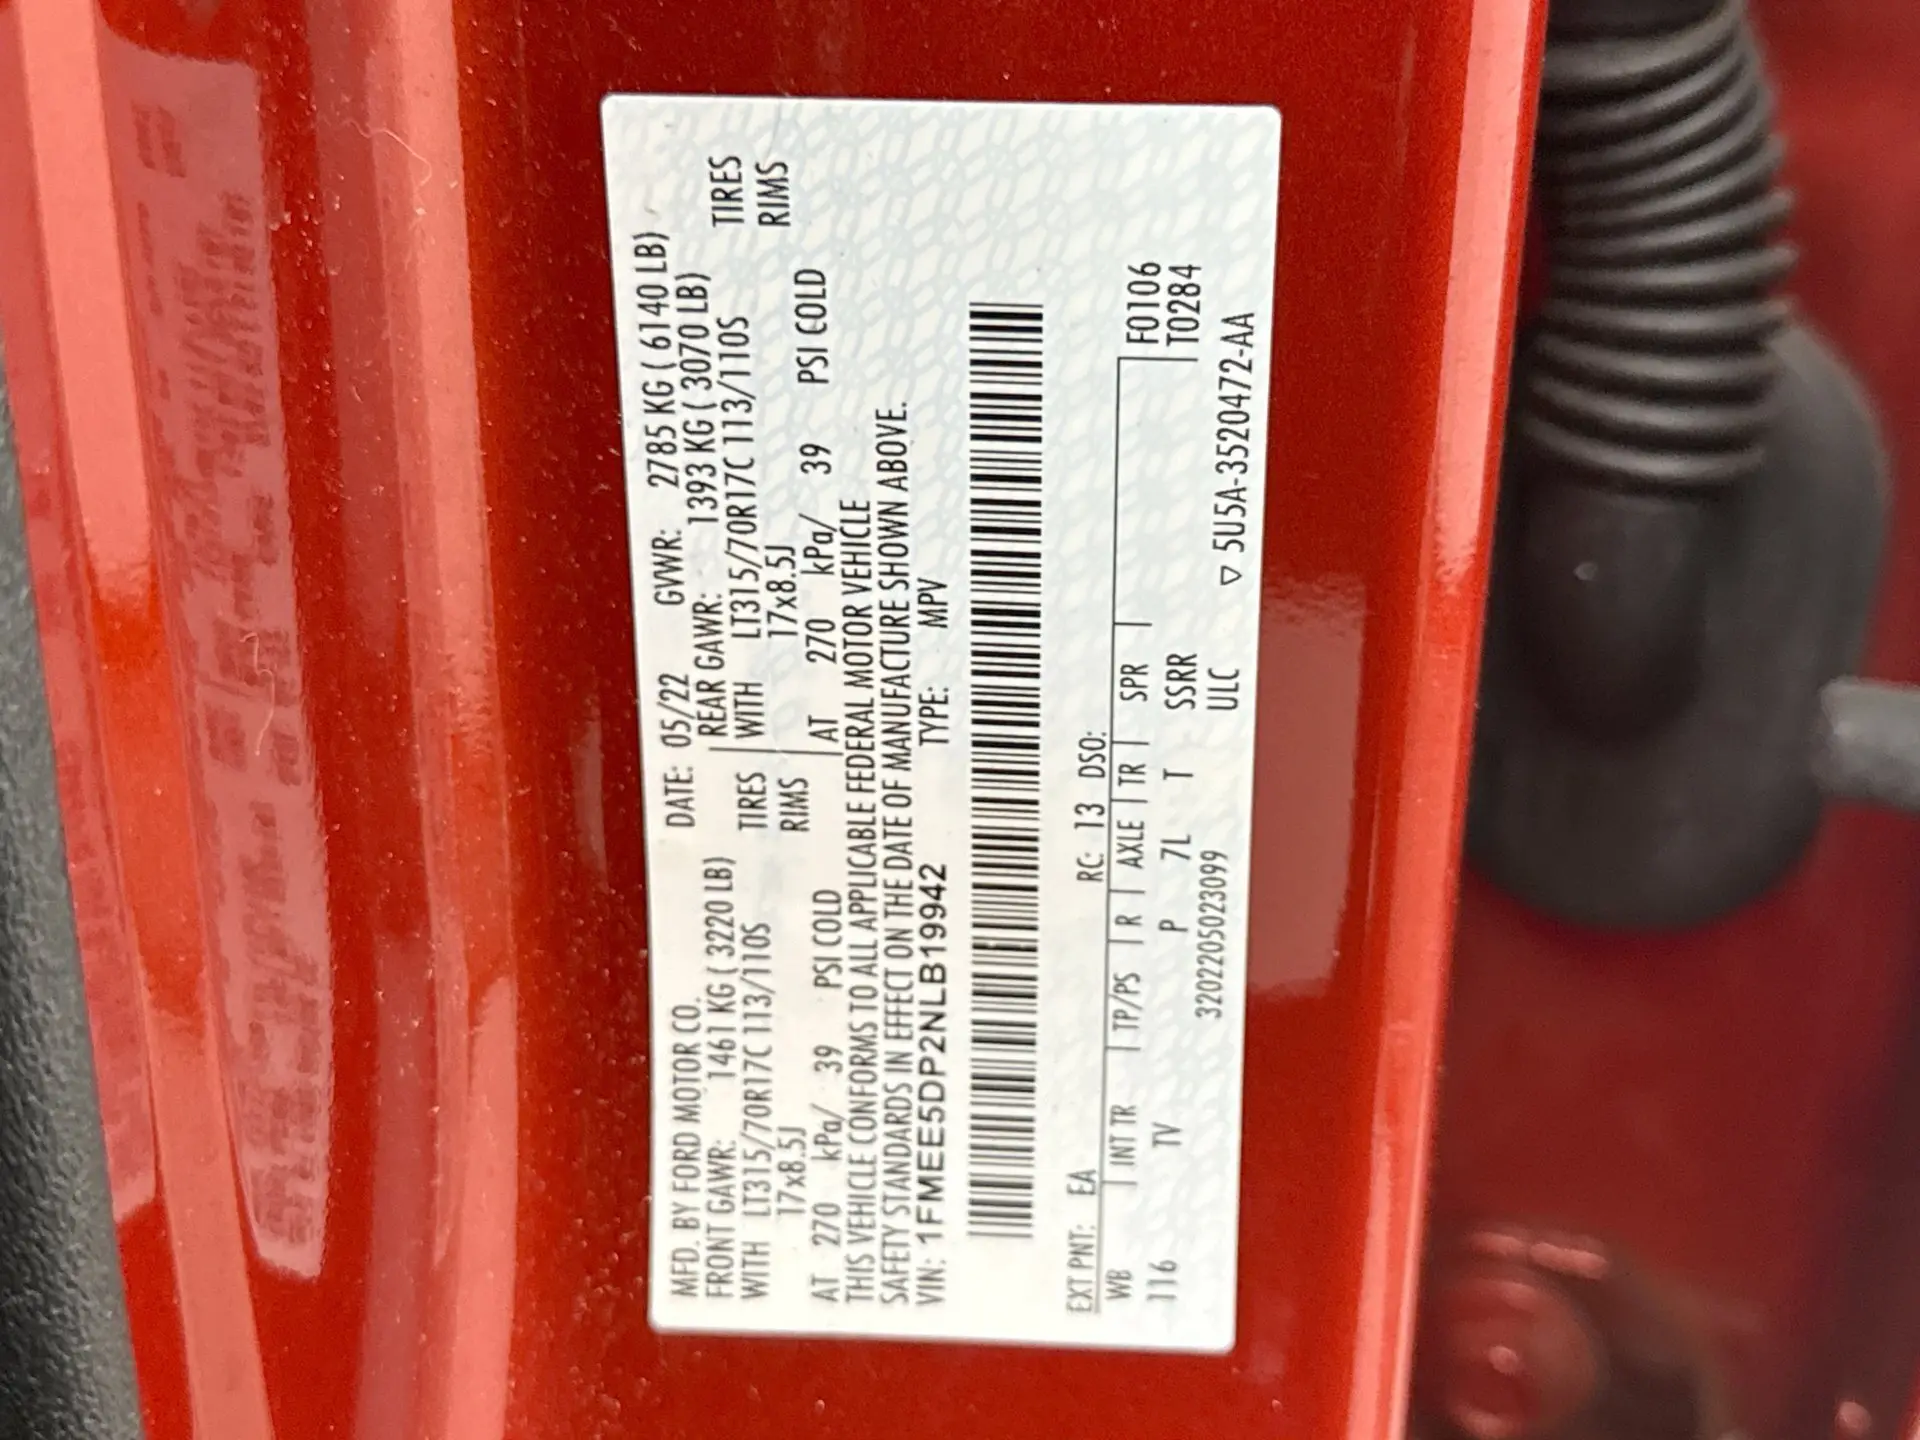 MFD. BY FORD MOTOR CO. DATE: 05/22 GVWR: 2785 KG ( 6140 LB)
FRONT GAWR: 1461 KG ( 3220 LB) REAR GAWR: 1393 KG ( 3070 LB)
WITH LT315/70R17C 113/110S TIRES WITH LT315/70R17C 113/110S TIRES
17x8.5J RIMS 17x8.5J RIMS
AT 270 kPa/ 39 PSI COLD AT 270 kPa/ 39 PSI COLD
THIS VEHICLE CONFORMS TO ALL APPLICABLE FEDERAL MOTOR VEHICLE
SAFETY STANDARDS IN EFFECT ON THE DATE OF MANUFACTURE SHOWN ABOVE.
VIN: 1FMEE5DP2NLB19942 TYPE: MPV
EXT PNT: EA RC: 13 DSO:
WB INT TR TP/PS R AXLE TR SPR F0106
116 TV P 7L T SSRR T0284
3202205023099 ULC ▽ 5U5A-3520472-AA